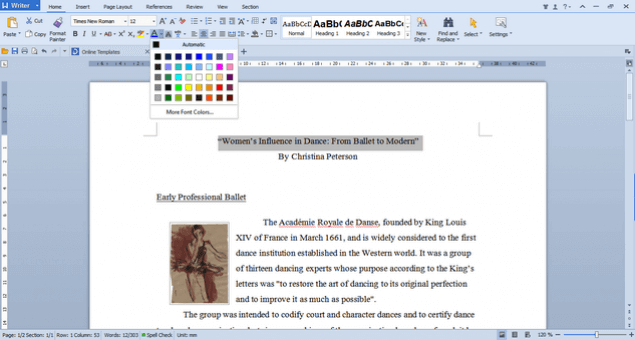 Writer
Home
Insert
Page Layout
References
Review
View
Section
Paste
Cut
Copy
Format
Painter
Times New Roman
12
B I U
AaBbCcD
Normal
AaBb
Heading 1
AaBbC
Heading 2
AaBbC
Heading 3
New
Style
Find and
Replace
Select
Settings
Online Templates
Automatic
More Font Colors...
“Women’s Influence in Dance: From Ballet to Modern”
By Christina Peterson
Early Professional Ballet
The Académie Royale de Danse, founded by King Louis
XIV of France in March 1661, and is widely considered to the first
dance institution established in the Western world. It was a group
of thirteen dancing experts whose purpose according to the King’s
letters was "to restore the art of dancing to its original perfection
and to improve it as much as possible".
The group was intended to codify court and character dances and to certify dance
Page: 1/2 Section: 1/1 Row: 1 Column: 53 Words: 12/303 Spell Check Unit: mm
120 %